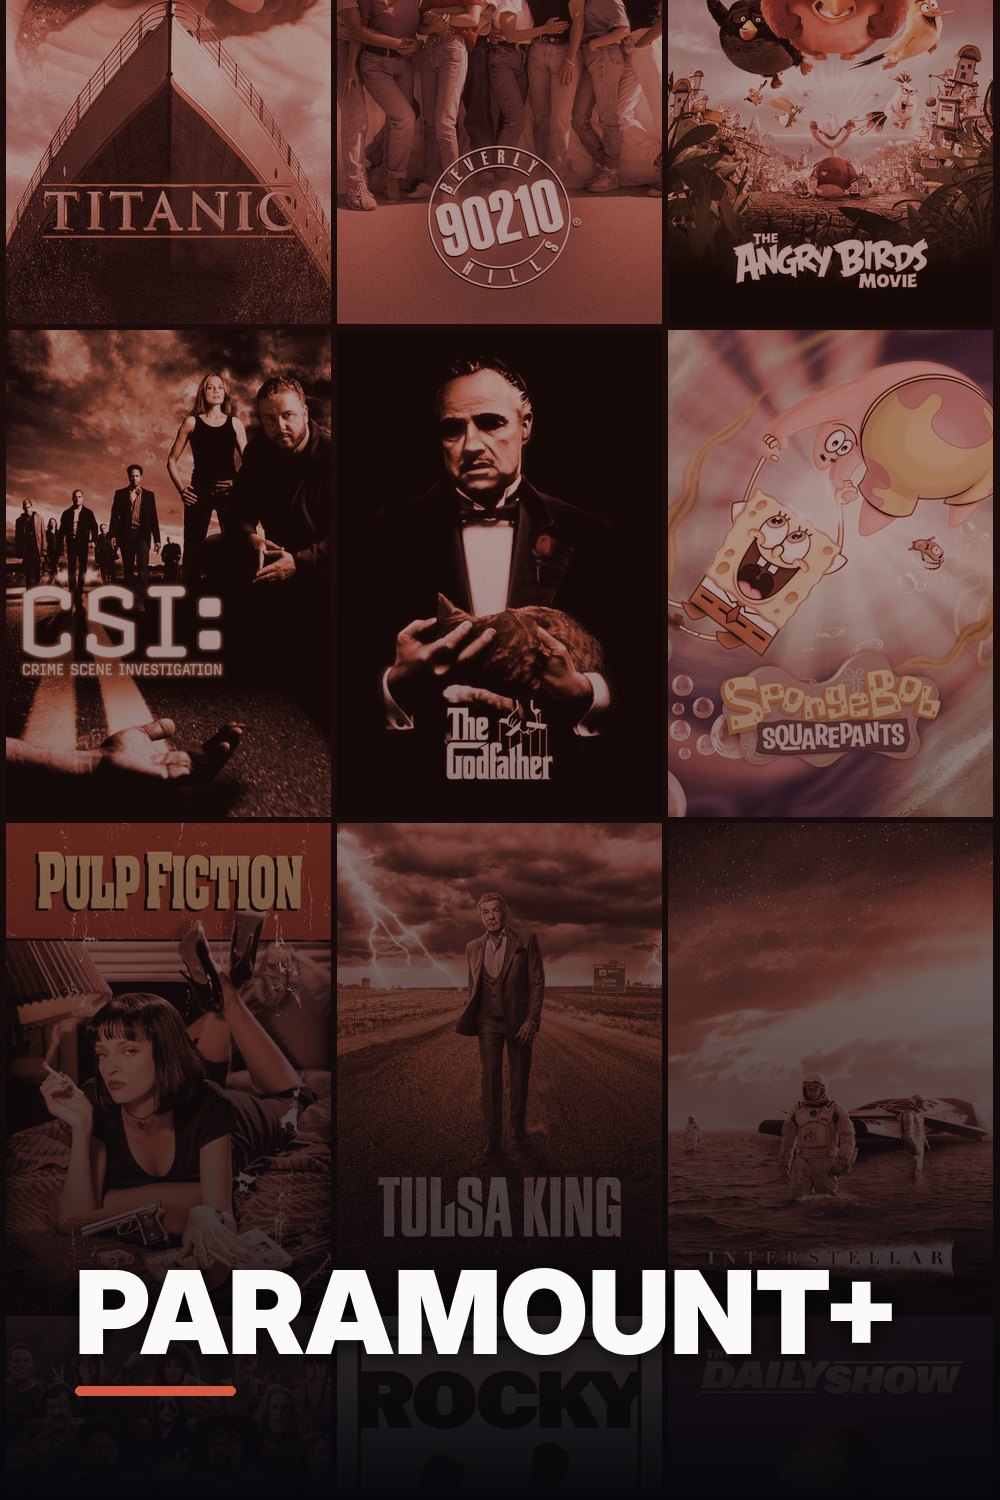 TITANIC
BEVERLY
90210
®
HILLS
THE
ANGRY BIRDS
MOVIE
CSI:
CRIME SCENE INVESTIGATION
The
Godfather
SPONGEBOB
SQUAREPANTS
PULP FICTION
TULSA KING
INTERSTELLAR
PARAMOUNT+
ROCKY
THE
DAILY SHOW